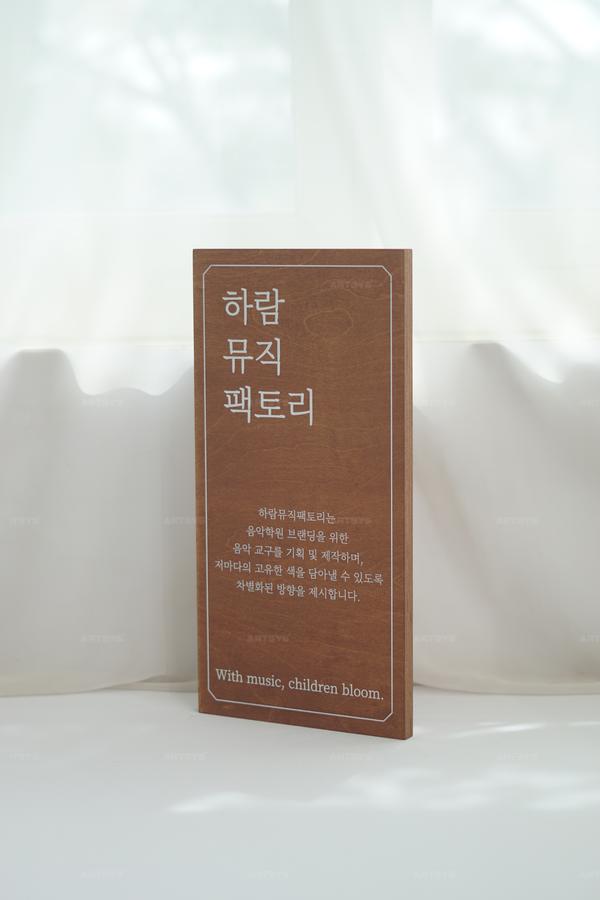 하람
뮤직
팩토리
하람뮤직팩토리는
음악학원 브랜딩을 위한
음악 교구를 기획 및 제작하며,
저마다의 고유한 색을 담아낼 수 있도록
차별화된 방향을 제시합니다.
With music, children bloom.